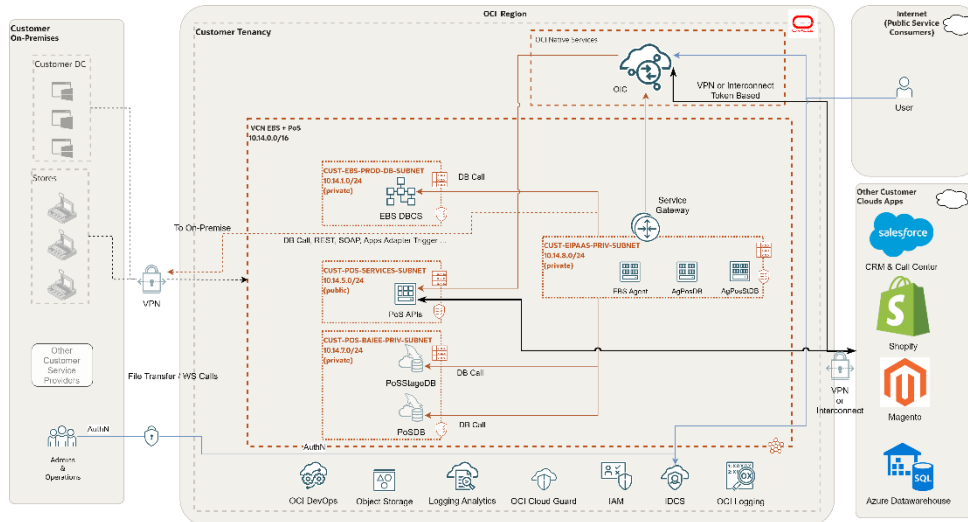 Customer
On-Premises
Customer DC
Stores
Other
Customer
Service
Providers
Admins
&
Operations
AuthN
VPN
To On-Premise
File Transfer / WS Calls
OCI Region
Customer Tenancy
OCI Native Services
OIC
VPN or Interconnect
Token Based
VCN EBS + PoS
10.14.0.0/16
CUST-EBS-PROD-DB-SUBNET
10.14.1.0/24
(private)
EBS DBCS
DB Call
DB Call, REST, SOAP, Apps Adapter Trigger ...
Service
Gateway
CUST-EIPAAS-PRIV-SUBNET
10.14.8.0/24
(private)
EBS Agent
AgPosDB
AgPosStDB
CUST-POS-SERVICES-SUBNET
10.14.5.0/24
(public)
PoS APIs
CUST-POS-BAIEE-PRIV-SUBNET
10.14.7.0/24
(private)
PoSStageDB
DB Call
PoSDB
DB Call
AuthN
OCI DevOps
Object Storage
Logging Analytics
OCI Cloud Guard
IAM
IDCS
OCI Logging
Internet
(Public Service
Consumers)
User
Other Customer
Clouds Apps
salesforce
CRM & Call Center
Shopify
VPN
or
Interconnect
Magento
SQL
Azure Datawarehouse